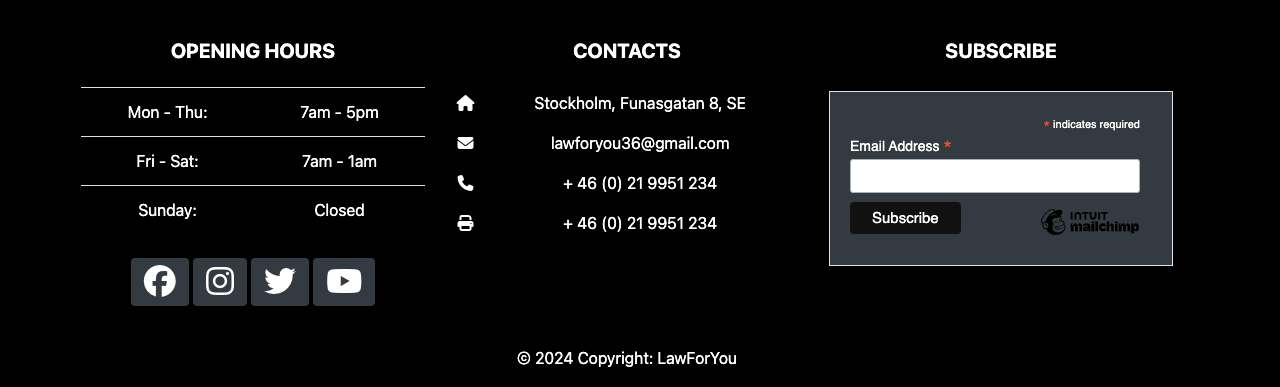 OPENING HOURS
Mon - Thu: 7am - 5pm
Fri - Sat: 7am - 1am
Sunday: Closed
CONTACTS
Stockholm, Funasgatan 8, SE
lawforyou36@gmail.com
+ 46 (0) 21 9951 234
+ 46 (0) 21 9951 234
SUBSCRIBE
* indicates required
Email Address *
Subscribe
INTUIT
mailchimp
© 2024 Copyright: LawForYou